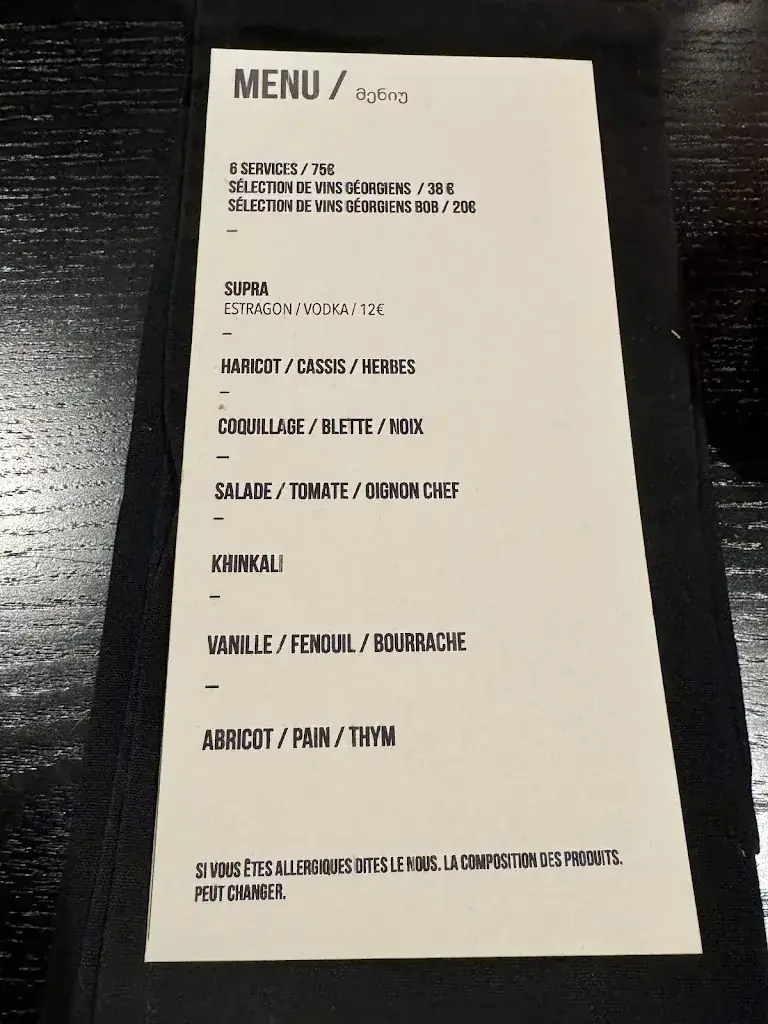 MENU / მენიუ
6 SERVICES / 75€
SÉLECTION DE VINS GÉORGIENS / 38 €
SÉLECTION DE VINS GÉORGIENS BOB / 20€
–
SUPRA
ESTRAGON / VODKA / 12€
–
HARICOT / CASSIS / HERBES
–
COQUILLAGE / BLETTE / NOIX
–
SALADE / TOMATE / OIGNON CHEF
–
KHINKALI
–
VANILLE / FENOUIL / BOURRACHE
–
ABRICOT / PAIN / THYM
SI VOUS ÊTES ALLERGIQUES DITES LE NOUS. LA COMPOSITION DES PRODUITS.
PEUT CHANGER.